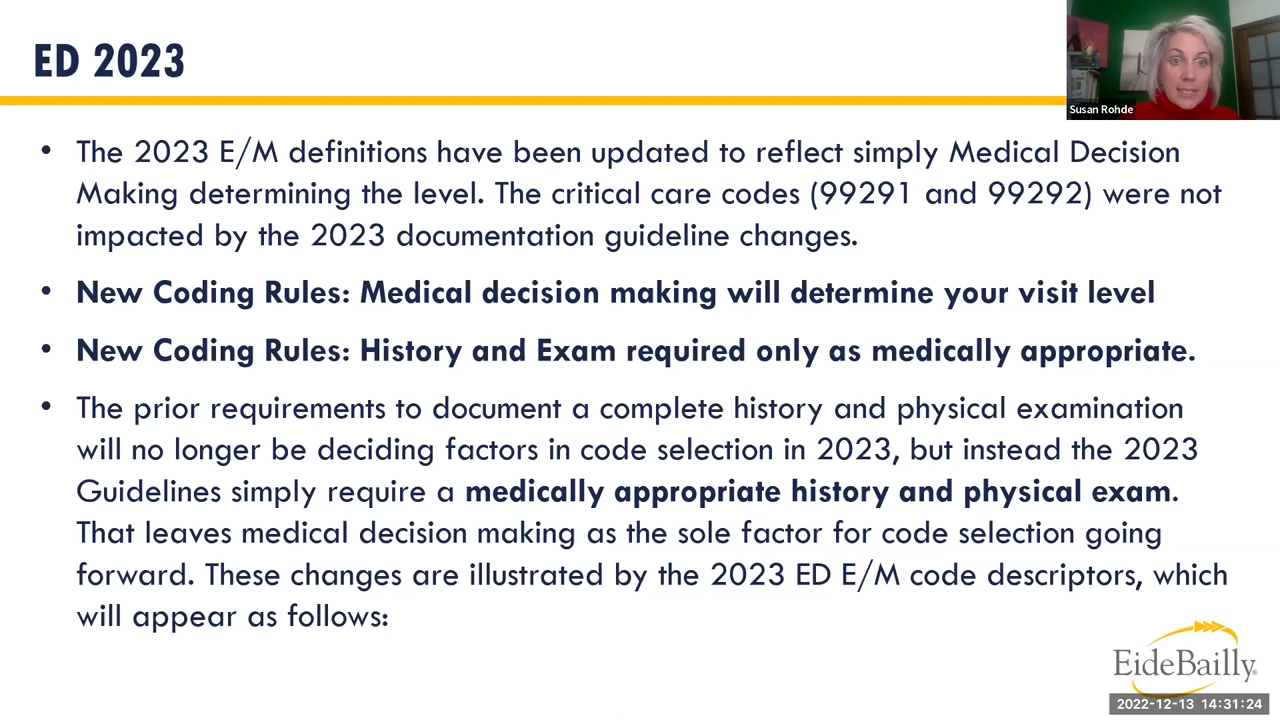 ED 2023
Susan Rohde
• The 2023 E/M definitions have been updated to reflect simply Medical Decision
Making determining the level. The critical care codes (99291 and 99292) were not
impacted by the 2023 documentation guideline changes.
• New Coding Rules: Medical decision making will determine your visit level
• New Coding Rules: History and Exam required only as medically appropriate.
• The prior requirements to document a complete history and physical examination
will no longer be deciding factors in code selection in 2023, but instead the 2023
Guidelines simply require a medically appropriate history and physical exam.
That leaves medical decision making as the sole factor for code selection going
forward. These changes are illustrated by the 2023 ED E/M code descriptors, which
will appear as follows:
EideBailly®
2022-12-13 14:31:24